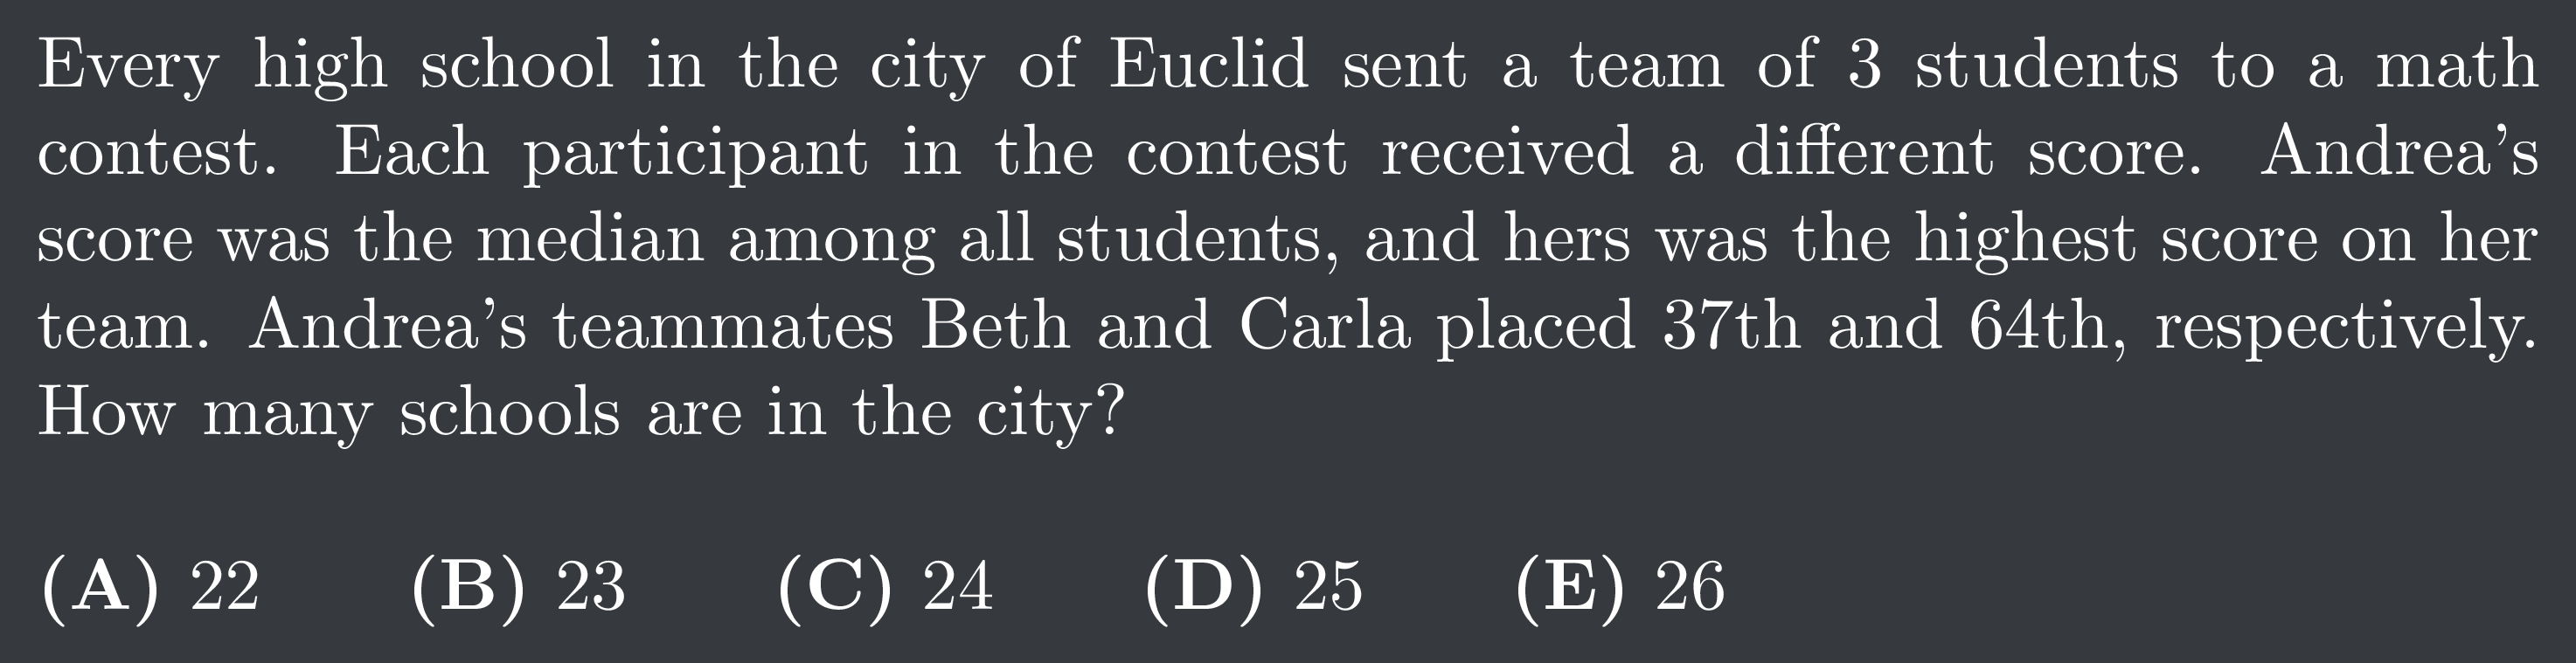 Every high school in the city of Euclid sent a team of 3 students to a math
contest. Each participant in the contest received a different score. Andrea's
score was the median among all students, and hers was the highest score on her
team. Andrea's teammates Beth and Carla placed 37th and 64th, respectively.
How many schools are in the city?
(A) 22 (B) 23 (C) 24 (D) 25 (E) 26